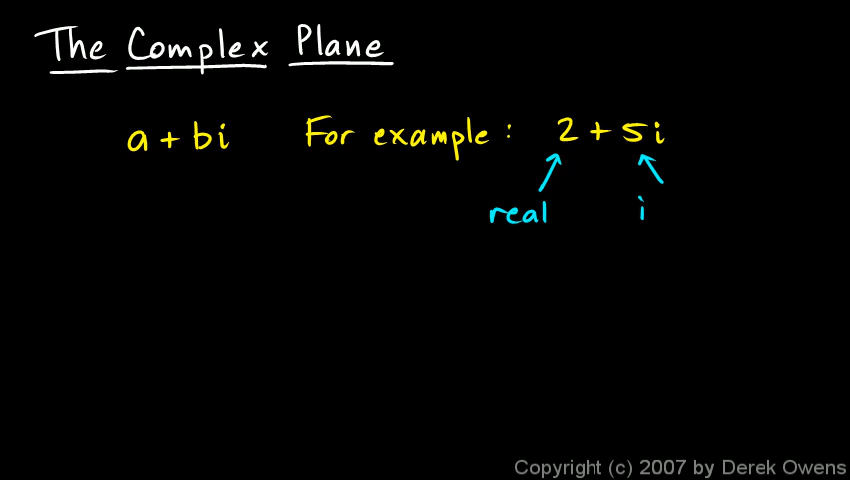 The Complex Plane
a + bi For example : 2 + 5i
real i
Copyright (c) 2007 by Derek Owens